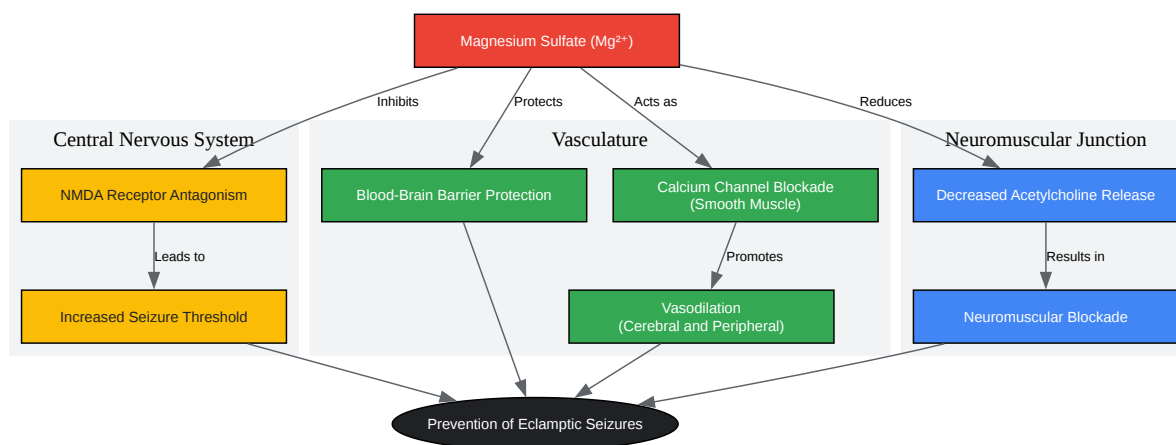 Magnesium Sulfate (Mg²⁺)
Inhibits
Protects
Acts as
Reduces
Central Nervous System
Vasculature
Neuromuscular Junction
NMDA Receptor Antagonism
Blood-Brain Barrier Protection
Calcium Channel Blockade
(Smooth Muscle)
Decreased Acetylcholine Release
Leads to
Promotes
Results in
Increased Seizure Threshold
Vasodilation
(Cerebral and Peripheral)
Neuromuscular Blockade
Prevention of Eclamptic Seizures